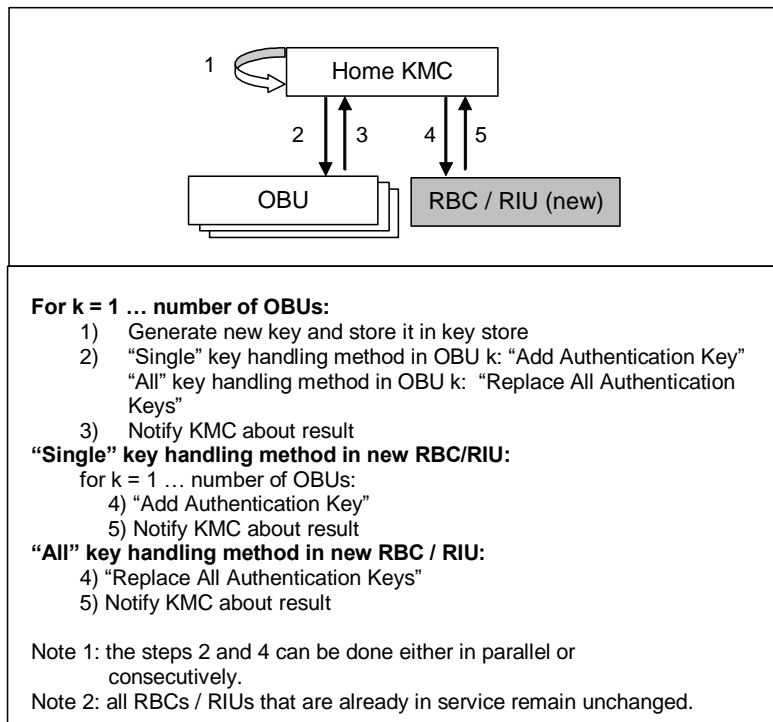 1
Home KMC
2
3
4
5
OBU
RBC / RIU (new)
For k = 1 … number of OBUs:
1) Generate new key and store it in key store
2) “Single” key handling method in OBU k: “Add Authentication Key”
“All” key handling method in OBU k: “Replace All Authentication
Keys”
3) Notify KMC about result
“Single” key handling method in new RBC/RIU:
for k = 1 … number of OBUs:
4) “Add Authentication Key”
5) Notify KMC about result
“All” key handling method in new RBC / RIU:
4) “Replace All Authentication Keys”
5) Notify KMC about result
Note 1: the steps 2 and 4 can be done either in parallel or
consecutively.
Note 2: all RBCs / RIUs that are already in service remain unchanged.